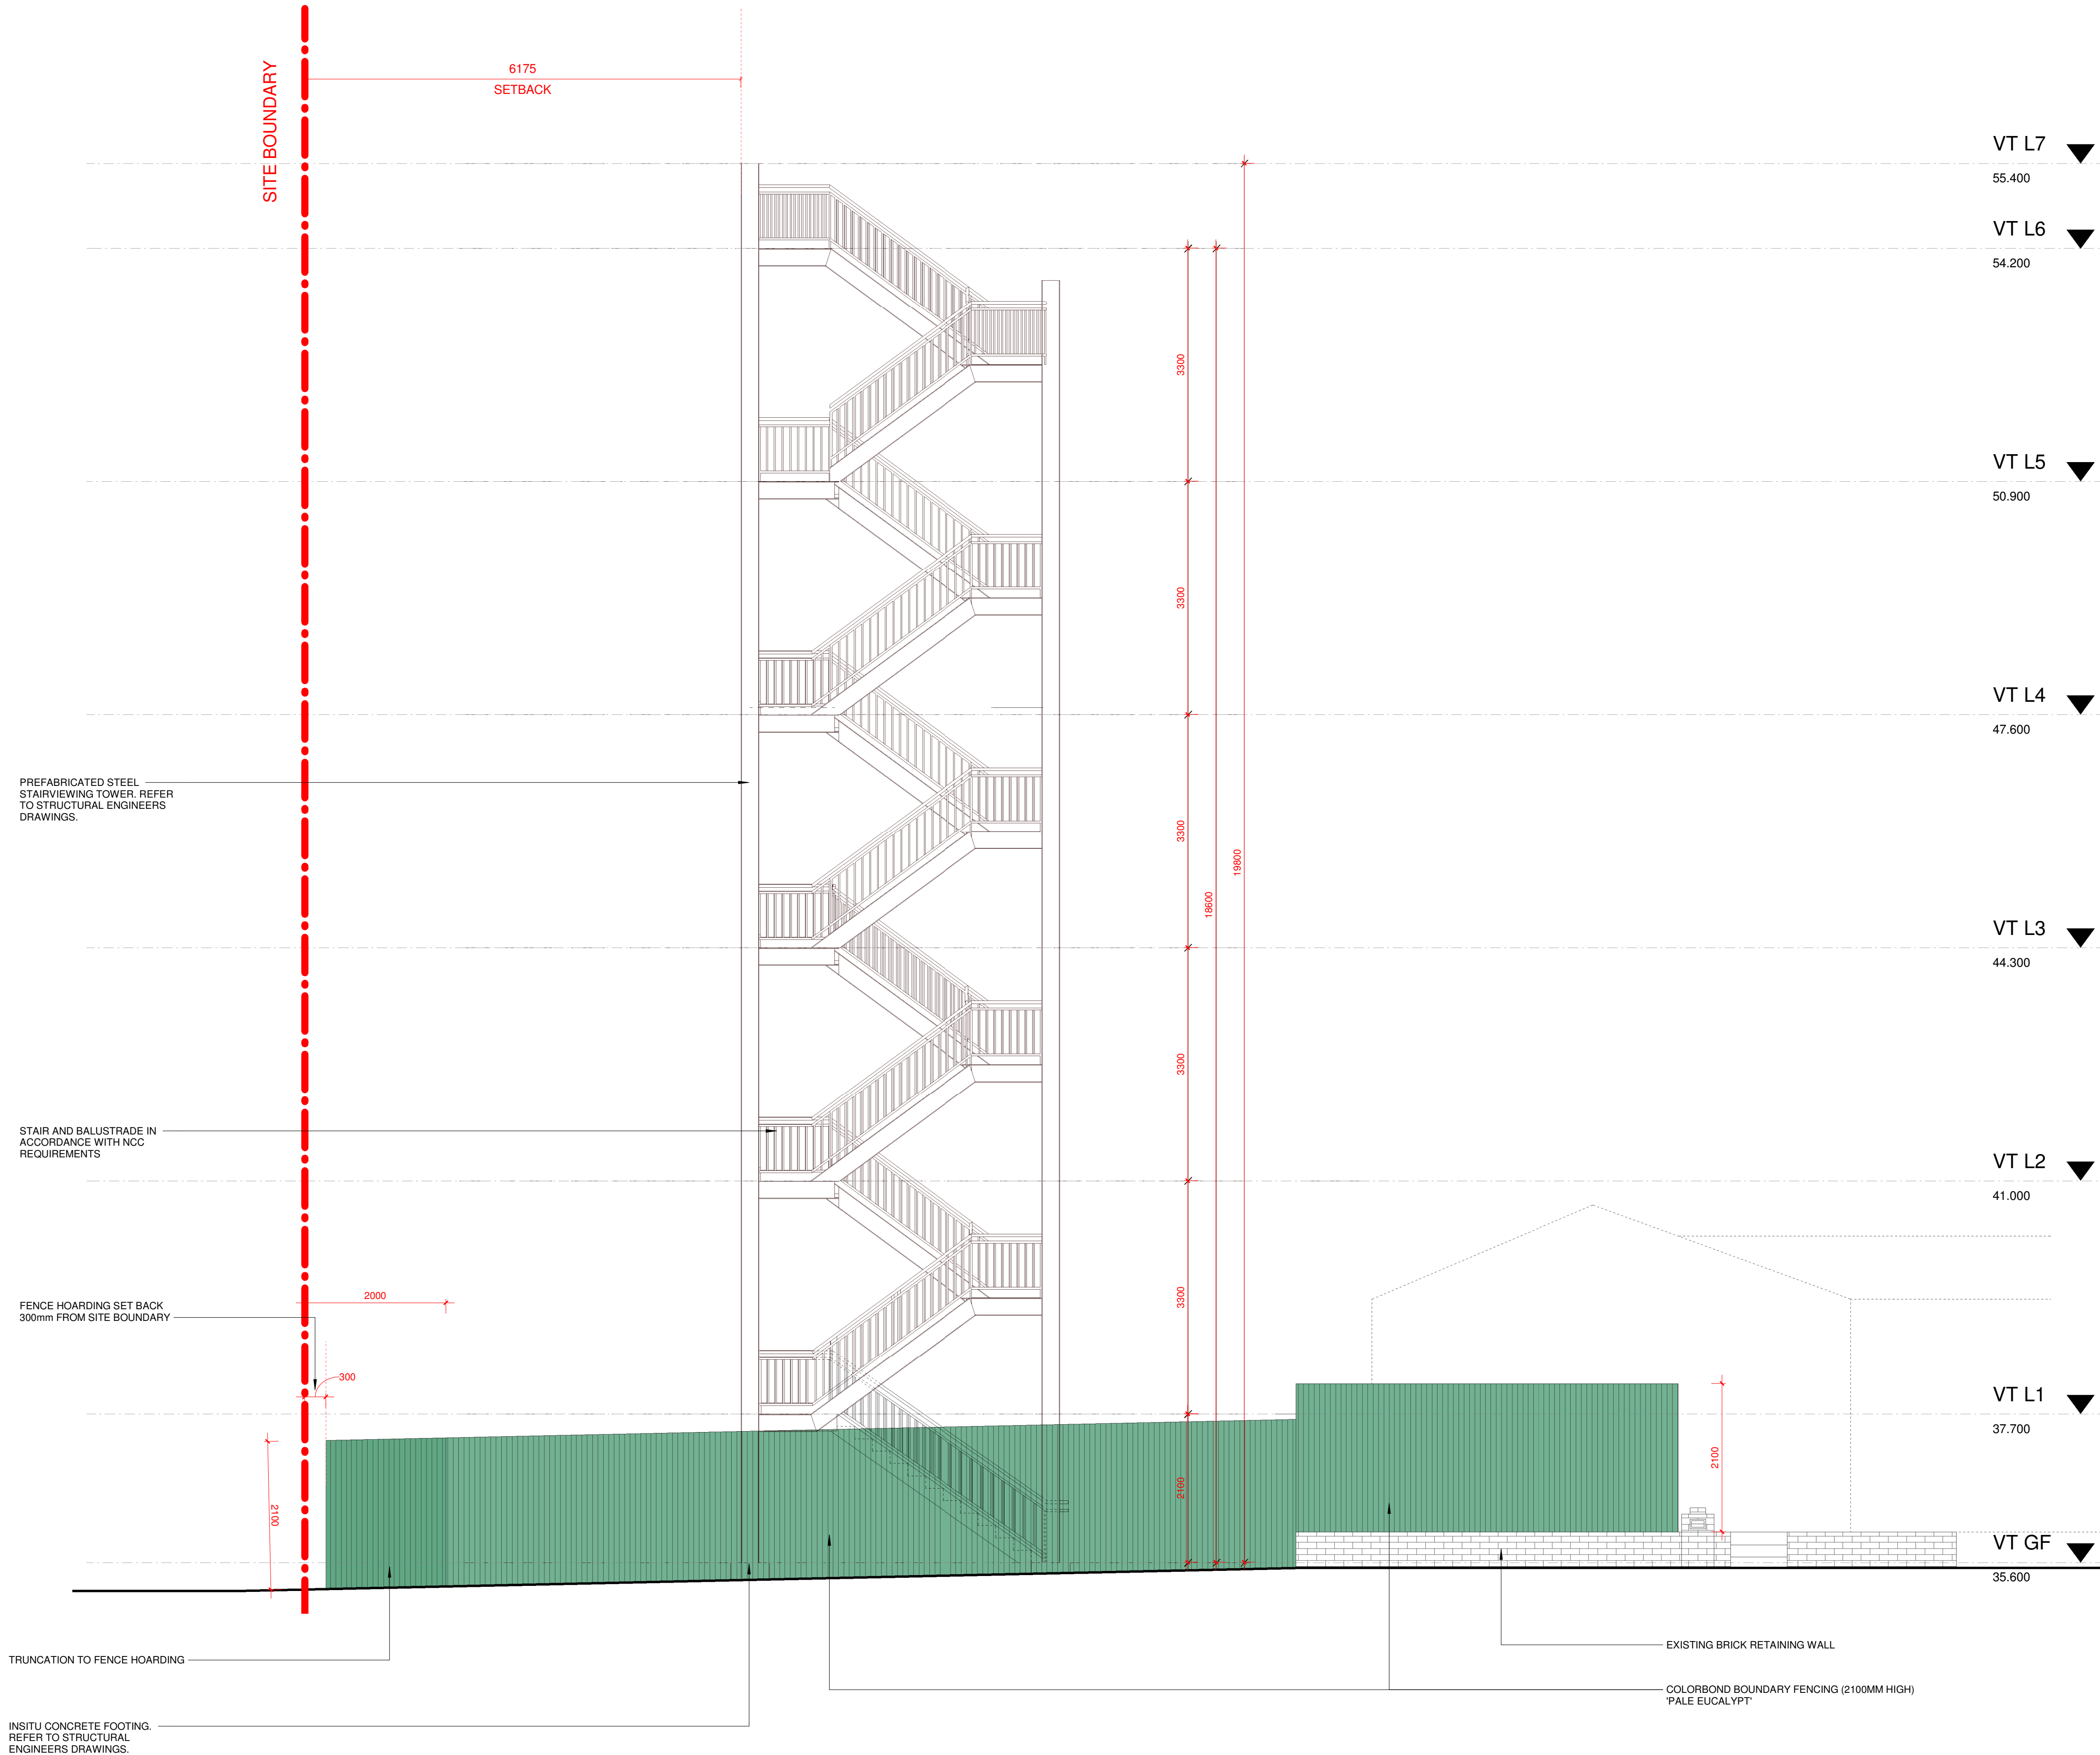 SITE BOUNDARY
6175
SETBACK
VT L7
55.400
VT L6
54.200
3300
VT L5
50.900
3300
VT L4
47.600
PREFABRICATED STEEL
STAIRVIEWING TOWER. REFER
TO STRUCTURAL ENGINEERS
DRAWINGS.
3300
19800
18600
VT L3
44.300
3300
STAIR AND BALUSTRADE IN
ACCORDANCE WITH NCC
REQUIREMENTS
VT L2
41.000
2000
3300
FENCE HOARDING SET BACK
300mm FROM SITE BOUNDARY
300
VT L1
37.700
2100
2100
2100
VT GF
35.600
EXISTING BRICK RETAINING WALL
TRUNCATION TO FENCE HOARDING
COLORBOND BOUNDARY FENCING (2100MM HIGH)
'PALE EUCALYPT'
INSITU CONCRETE FOOTING.
REFER TO STRUCTURAL
ENGINEERS DRAWINGS.